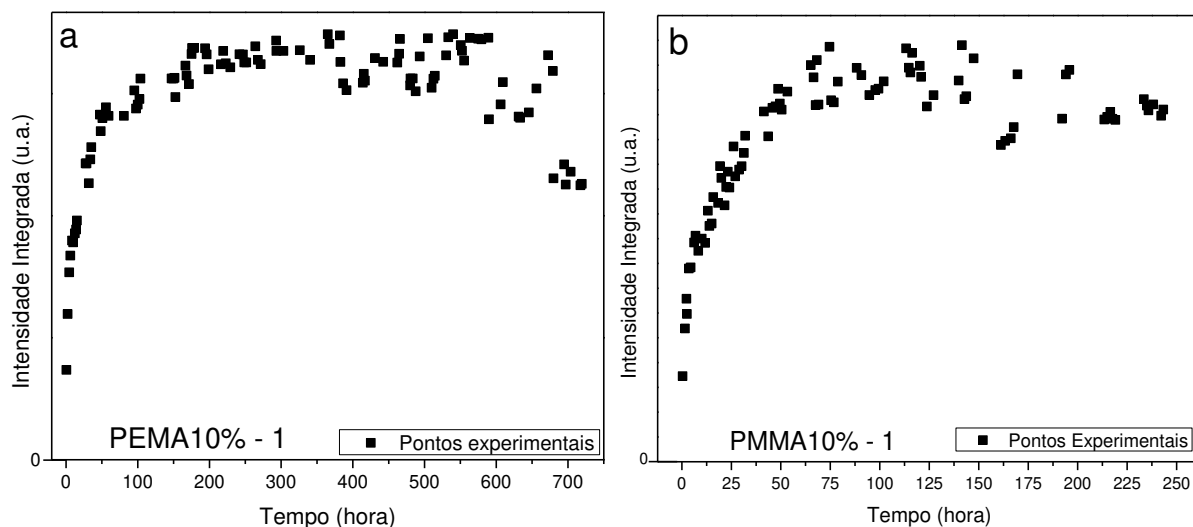 a
Intensidade Integrada (u.a.)
0
PEMA10% - 1
Pontos experimentais
0 100 200 300 400 500 600 700
Tempo (hora)
b
Intensidade Integrada (u.a.)
0
PMMA10% - 1
Pontos Experimentais
0 25 50 75 100 125 150 175 200 225 250
Tempo (hora)